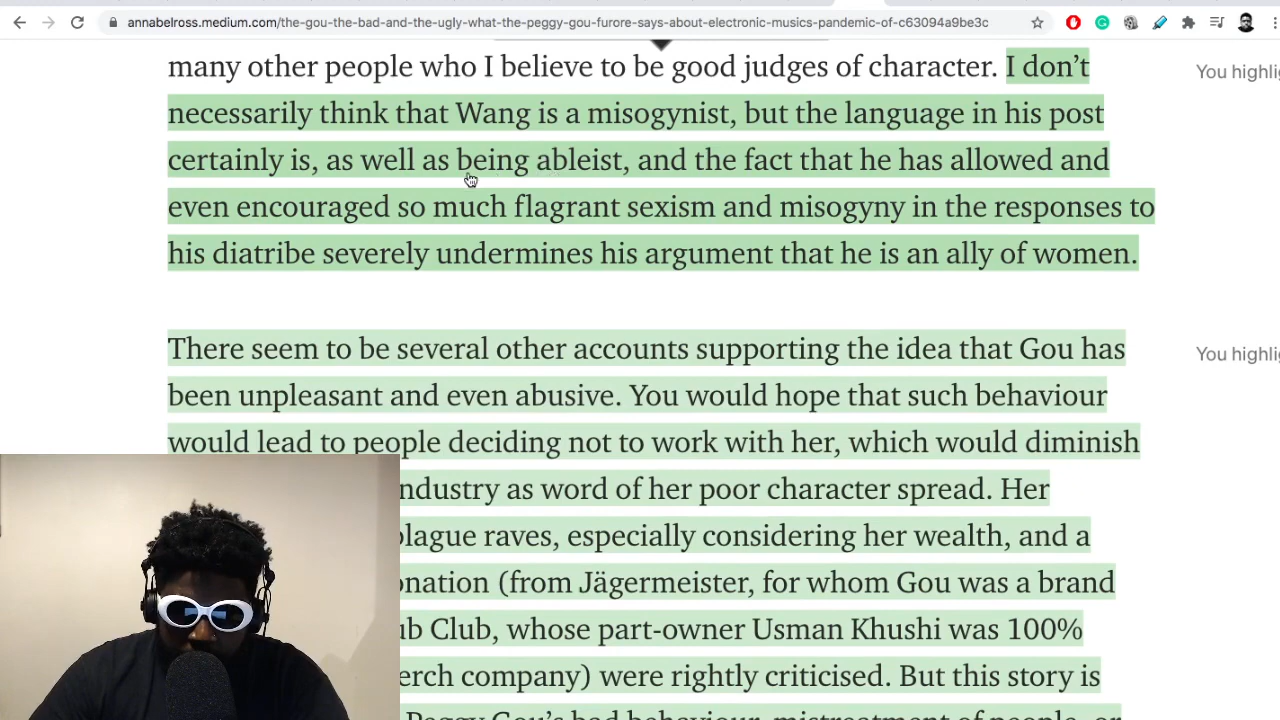 annabelross.medium.com/the-gou-the-bad-and-the-ugly-what-the-peggy-gou-furore-says-about-electronic-musics-pandemic-of-c63094a9be3c
many other people who I believe to be good judges of character. I don't
You highli
necessarily think that Wang is a misogynist, but the language in his post
certainly is, as well as being ableist, and the fact that he has allowed and
even encouraged so much flagrant sexism and misogyny in the responses to
his diatribe severely undermines his argument that he is an ally of women.
There seem to be several other accounts supporting the idea that Gou has
You highli
been unpleasant and even abusive. You would hope that such behaviour
would lead to people deciding not to work with her, which would diminish
ndustry as word of her poor character spread. Her
plague raves, especially considering her wealth, and a
onation (from Jägermeister, for whom Gou was a brand
ub Club, whose part-owner Usman Khushi was 100%
erch company) were rightly criticised. But this story is
Peggy Gou's bad behaviour, mistreatment of people, or